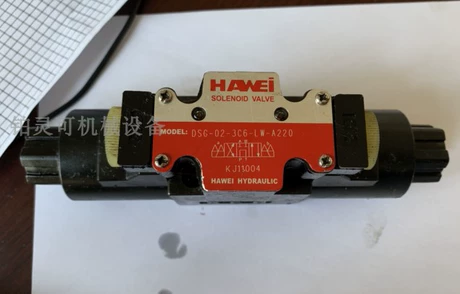 HAWEi
SOLENOID VALVE
MODEL: DSG-02-3C6-LW-A220
KJ11004
HAWEI HYDRAULIC
铂灵可机械设备